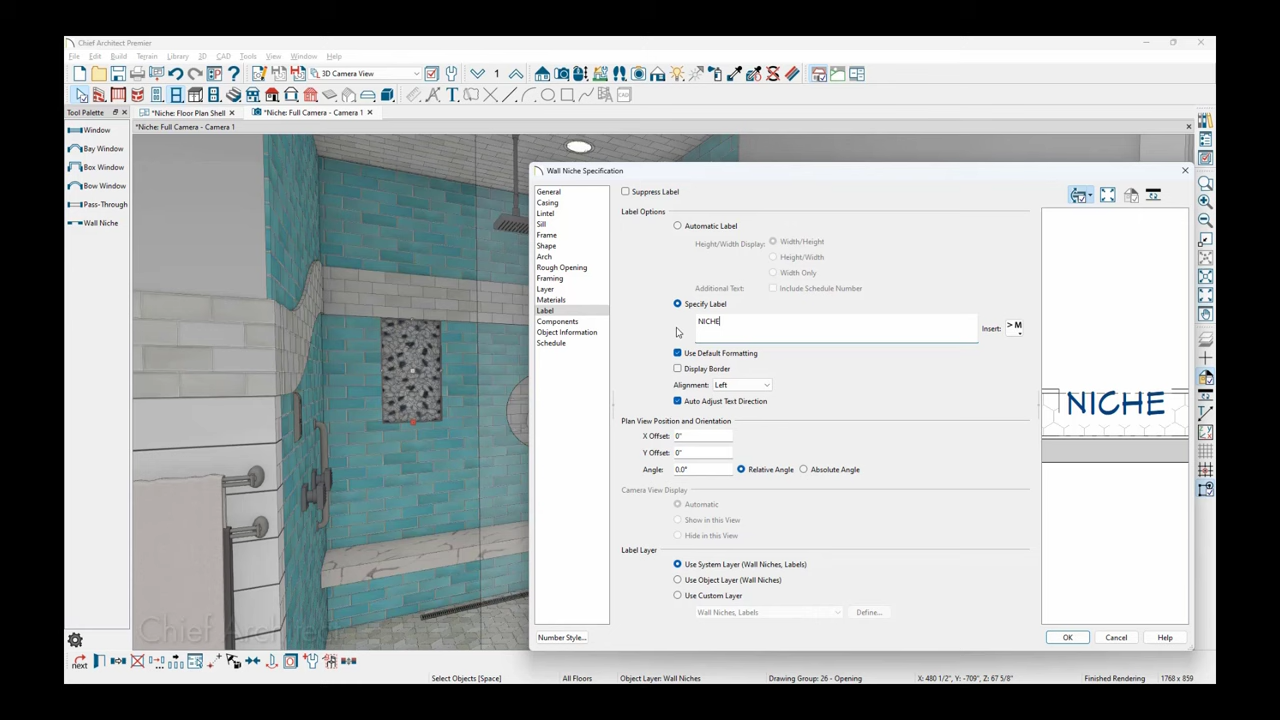 Chief Architect Premier
File Edit Build Terrain Library 3D CAD Tools View Window Help
3D Camera View
1
Tool Palette
*Niche: Floor Plan Shell
*Niche: Full Camera - Camera 1
*Niche: Full Camera - Camera 1
Window
Bay Window
Box Window
Bow Window
Pass-Through
Wall Niche
Wall Niche Specification
General
Casing
Lintel
Sill
Frame
Shape
Arch
Rough Opening
Framing
Layer
Materials
Label
Components
Object Information
Schedule
Suppress Label
Label Options
Automatic Label
Height/Width Display:
Width/Height
Height/Width
Width Only
Additional Text:
Include Schedule Number
Specify Label
NICHE
Insert:
> M
Use Default Formatting
Display Border
Alignment: Left
Auto Adjust Text Direction
Plan View Position and Orientation
X Offset: 0"
Y Offset: 0"
Angle: 0.0°
Relative Angle
Absolute Angle
Camera View Display
Automatic
Show in this View
Hide in this View
Label Layer
Use System Layer (Wall Niches, Labels)
Use Object Layer (Wall Niches)
Use Custom Layer
Wall Niches, Labels
Define...
NICHE
Number Style...
OK
Cancel
Help
Chief Architect
next
Select Objects [Space]
All Floors
Object Layer: Wall Niches
Drawing Group: 26 - Opening
X: 480 1/2", Y: -709", Z: 67 5/8"
Finished Rendering
1768 x 859